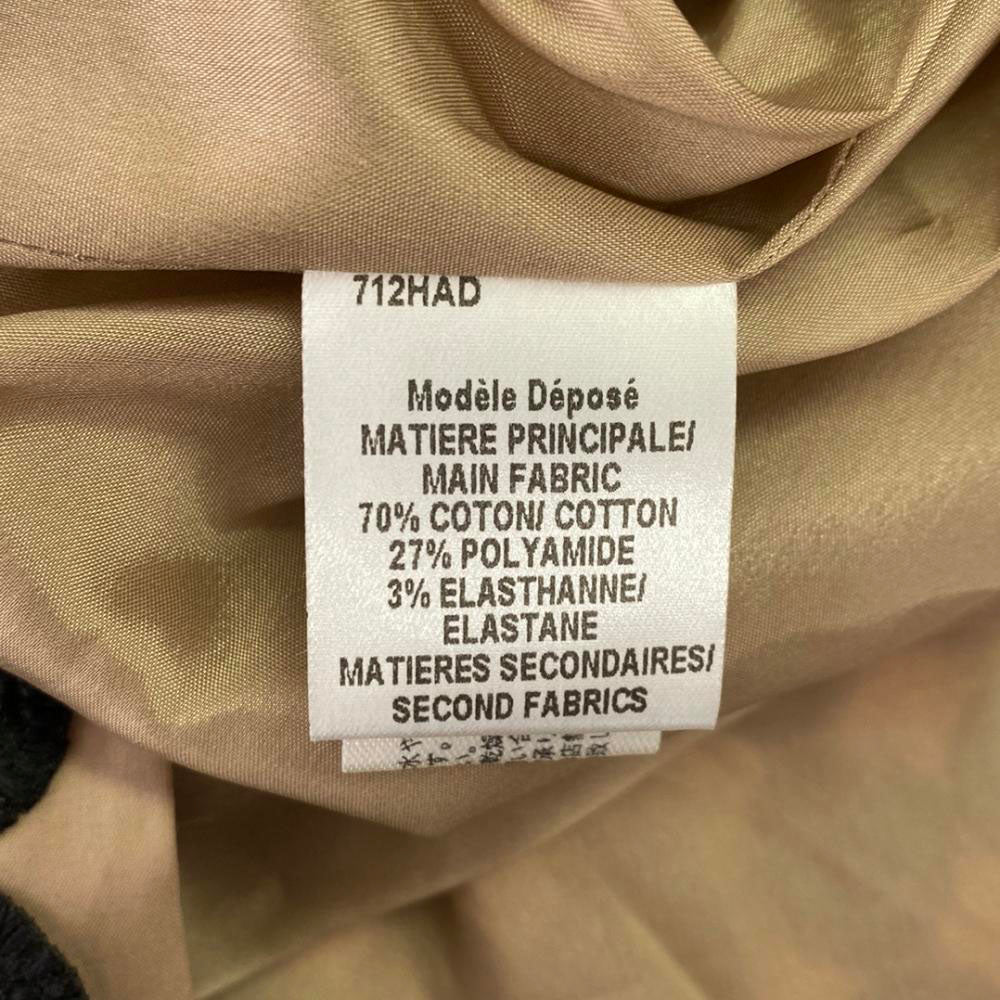 712HAD
Modèle Déposé
MATIERE PRINCIPALE/
MAIN FABRIC
70% COTON/ COTTON
27% POLYAMIDE
3% ELASTHANNE/
ELASTANE
MATIERES SECONDAIRES/
SECOND FABRICS